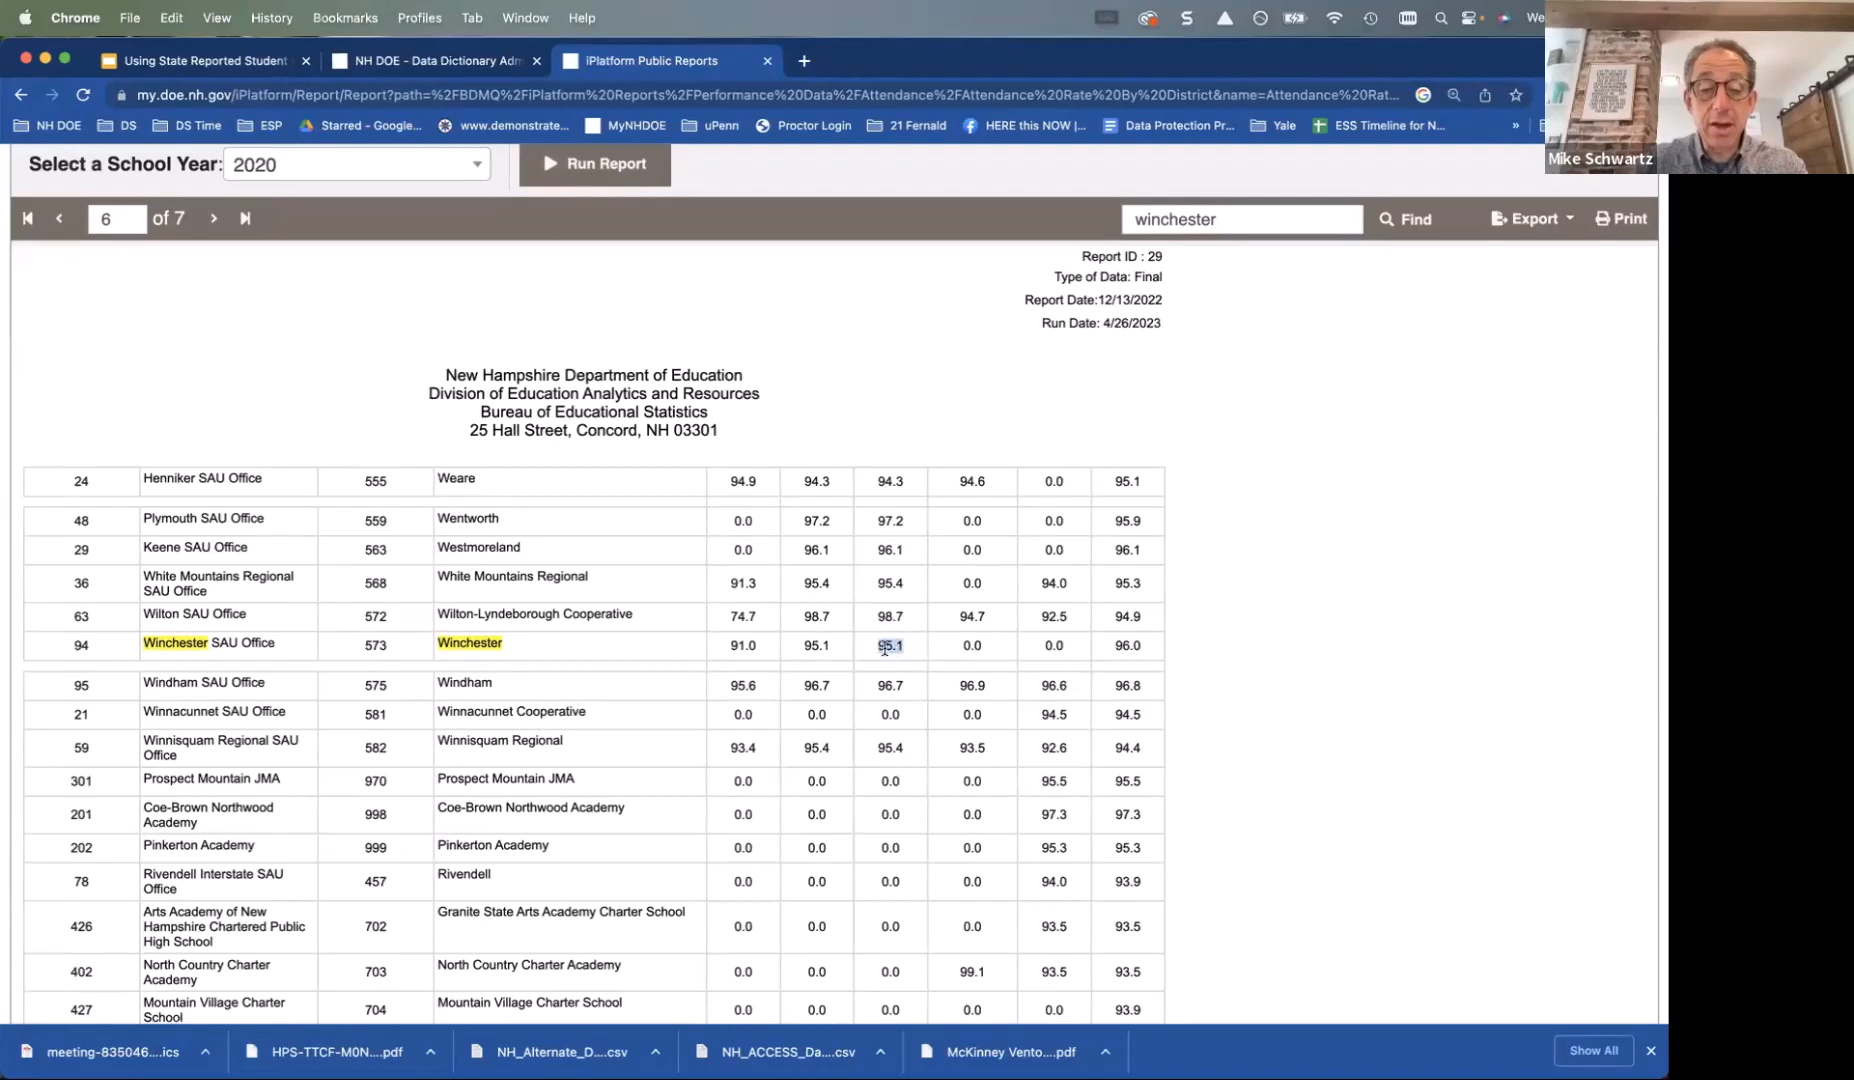 Chrome File Edit View History Bookmarks Profiles Tab Window Help We
Using State Reported Student NH DOE - Data Dictionary Adm iPlatform Public Reports
my.doe.nh.gov/iPlatform/Report/Report?path=%2FBDMQ%2FiPlatform%20Reports%2FPerformance%20Data%2FAttendance%2FAttendance%20Rate%20By%20District&name=Attendance%20Rat...
NH DOE DS DS Time ESP Starred - Google... www.demonstrate... MyNHDOE uPenn Proctor Login 21 Fernald HERE this NOW |... Data Protection Pr... Yale ESS Timeline for N... »
Mike Schwartz
Select a School Year: 2020 Run Report
6 of 7 winchester Find Export Print
Report ID : 29
Type of Data: Final
Report Date:12/13/2022
Run Date: 4/26/2023
New Hampshire Department of Education
Division of Education Analytics and Resources
Bureau of Educational Statistics
25 Hall Street, Concord, NH 03301
24 Henniker SAU Office 555 Weare 94.9 94.3 94.3 94.6 0.0 95.1
48 Plymouth SAU Office 559 Wentworth 0.0 97.2 97.2 0.0 0.0 95.9
29 Keene SAU Office 563 Westmoreland 0.0 96.1 96.1 0.0 0.0 96.1
36 White Mountains Regional SAU Office 568 White Mountains Regional 91.3 95.4 95.4 0.0 94.0 95.3
63 Wilton SAU Office 572 Wilton-Lyndeborough Cooperative 74.7 98.7 98.7 94.7 92.5 94.9
94 Winchester SAU Office 573 Winchester 91.0 95.1 95.1 0.0 0.0 96.0
95 Windham SAU Office 575 Windham 95.6 96.7 96.7 96.9 96.6 96.8
21 Winnacunnet SAU Office 581 Winnacunnet Cooperative 0.0 0.0 0.0 0.0 94.5 94.5
59 Winnisquam Regional SAU Office 582 Winnisquam Regional 93.4 95.4 95.4 93.5 92.6 94.4
301 Prospect Mountain JMA 970 Prospect Mountain JMA 0.0 0.0 0.0 0.0 95.5 95.5
201 Coe-Brown Northwood Academy 998 Coe-Brown Northwood Academy 0.0 0.0 0.0 0.0 97.3 97.3
202 Pinkerton Academy 999 Pinkerton Academy 0.0 0.0 0.0 0.0 95.3 95.3
78 Rivendell Interstate SAU Office 457 Rivendell 0.0 0.0 0.0 0.0 94.0 93.9
426 Arts Academy of New Hampshire Chartered Public High School 702 Granite State Arts Academy Charter School 0.0 0.0 0.0 0.0 93.5 93.5
402 North Country Charter Academy 703 North Country Charter Academy 0.0 0.0 0.0 99.1 93.5 93.5
427 Mountain Village Charter School 704 Mountain Village Charter School 0.0 0.0 0.0 0.0 0.0 93.9
meeting-835046....ics HPS-TTCF-M0N....pdf NH_Alternate_D....csv NH_ACCESS_Da....csv McKinney Vento....pdf Show All